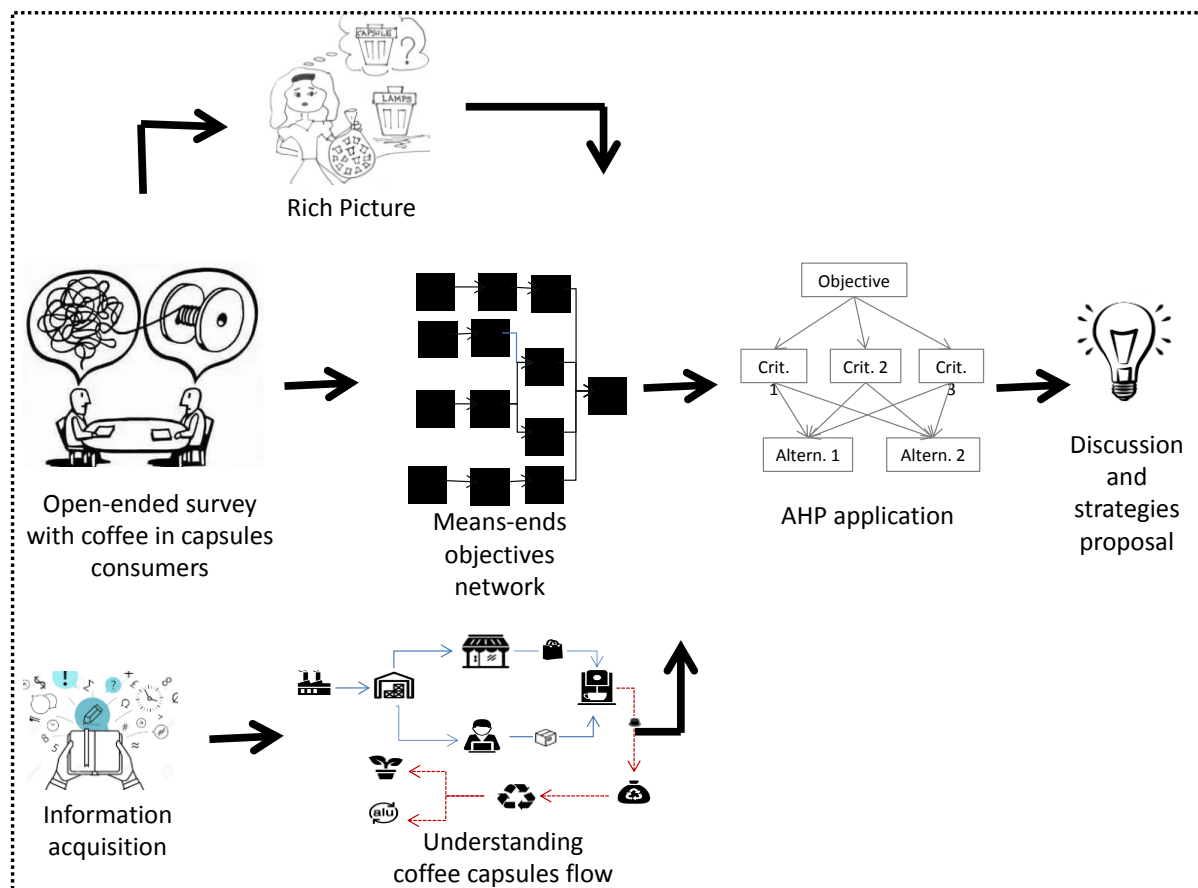 CAPSULE
?
LAMPS
Rich Picture
Open-ended survey
with coffee in capsules
consumers
Means-ends
objectives
network
Objective
Crit.
1
Crit. 2
Crit.
3
Altern. 1
Altern. 2
AHP application
Discussion
and
strategies
proposal
!
?
Information
acquisition
alu
Understanding
coffee capsules flow